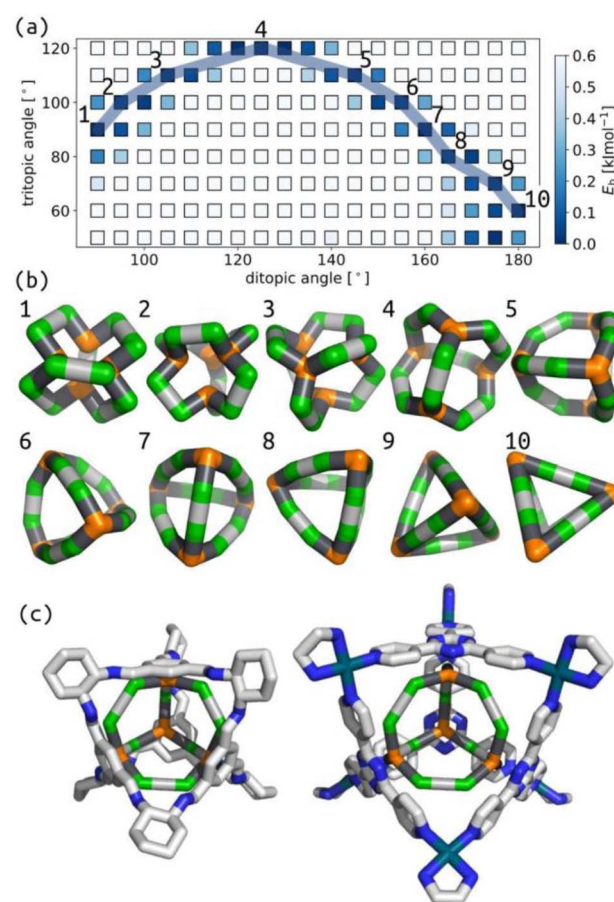 (a)
tritopic angle [°]
120
100
80
60
1 2 3 4 5 6 7 8 9 10
100 120 140 160 180
ditopic angle [°]
0.6
0.5
0.4
0.3
0.2
0.1
0.0
E_b [kJmol⁻¹]
(b)
1 2 3 4 5
6 7 8 9 10
(c)